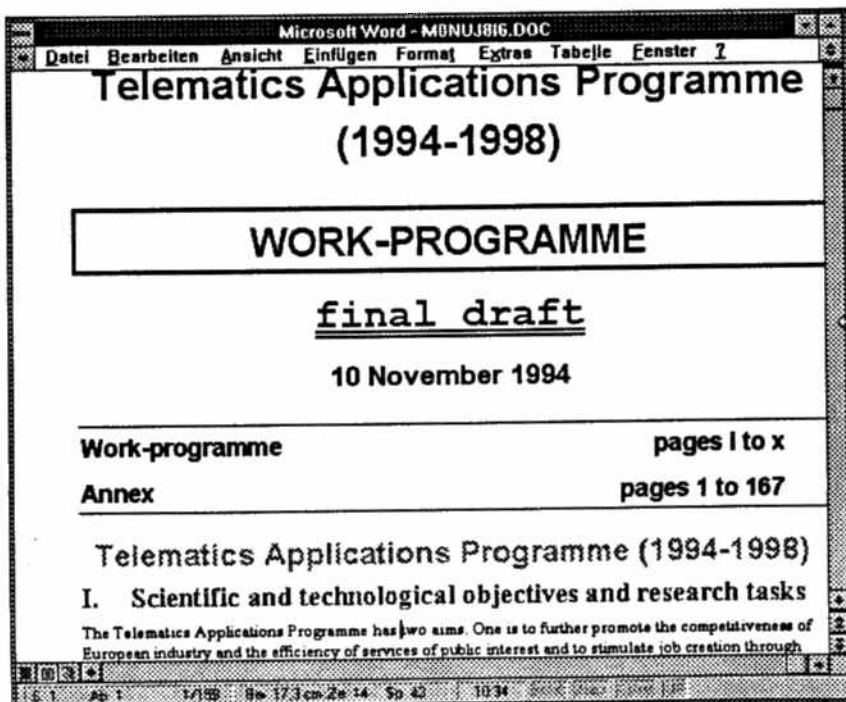 Microsoft Word - M0NUJ8I6.DOC
Datei Bearbeiten Ansicht Einfügen Format Extras Tabelle Fenster ?
Telematics Applications Programme
(1994-1998)
WORK-PROGRAMME
final draft
10 November 1994
Work-programme pages I to x
Annex pages 1 to 167
Telematics Applications Programme (1994-1998)
I. Scientific and technological objectives and research tasks
The Telematics Applications Programme has two aims. One is to further promote the competitiveness of
European industry and the efficiency of services of public interest and to stimulate job creation through
Ab 1 Bei 17,3 cm Ze 14 Sp 42 10:34